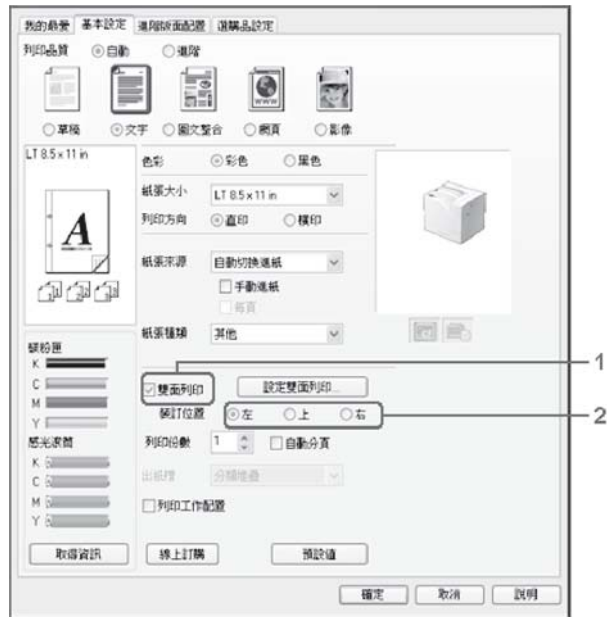 我的最愛 基本設定 進階版面配置 選購品設定
列印品質 自動 進階
草稿 文字 圖文整合 網頁 影像
LT 8.5 x 11 in
色彩 彩色 黑色
紙張大小 LT 8.5 x 11 in
列印方向 直印 橫印
A
紙張來源 自動切換進紙
手動進紙
每頁
紙張種類 其他
碳粉匣
K
C
M
Y
雙面列印 設定雙面列印... 1
裝訂位置 左 上 右 2
感光滾筒
K
C
M
Y
列印份數 1 自動分頁
出紙槽 分類堆疊
列印工作配置
取得資訊 線上訂購 預設值
確定 取消 說明